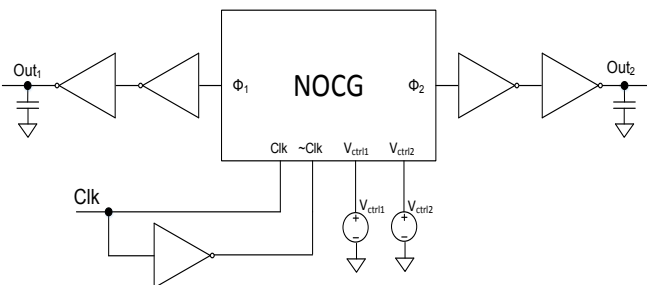 Out₁
Φ₁
NOCG
Φ₂
Out₂
Clk
~Clk
Vctrl1
Vctrl2
Clk
Vctrl1
Vctrl2